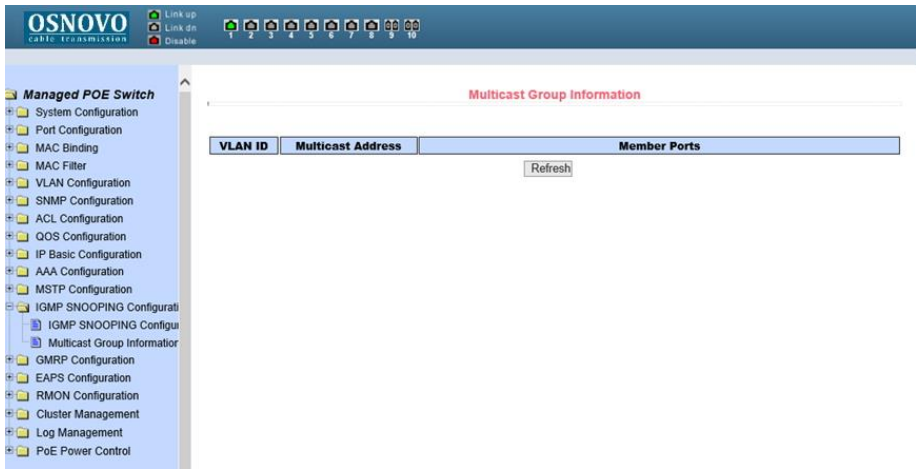 OSNOVO
cable transmission
Link up
Link dn
Disable
1 2 3 4 5 6 7 8 9 10
Managed POE Switch
System Configuration
Port Configuration
MAC Binding
MAC Filter
VLAN Configuration
SNMP Configuration
ACL Configuration
QOS Configuration
IP Basic Configuration
AAA Configuration
MSTP Configuration
IGMP SNOOPING Configurati
IGMP SNOOPING Configu
Multicast Group Information
GMRP Configuration
EAPS Configuration
RMON Configuration
Cluster Management
Log Management
PoE Power Control
Multicast Group Information
VLAN ID Multicast Address Member Ports
Refresh